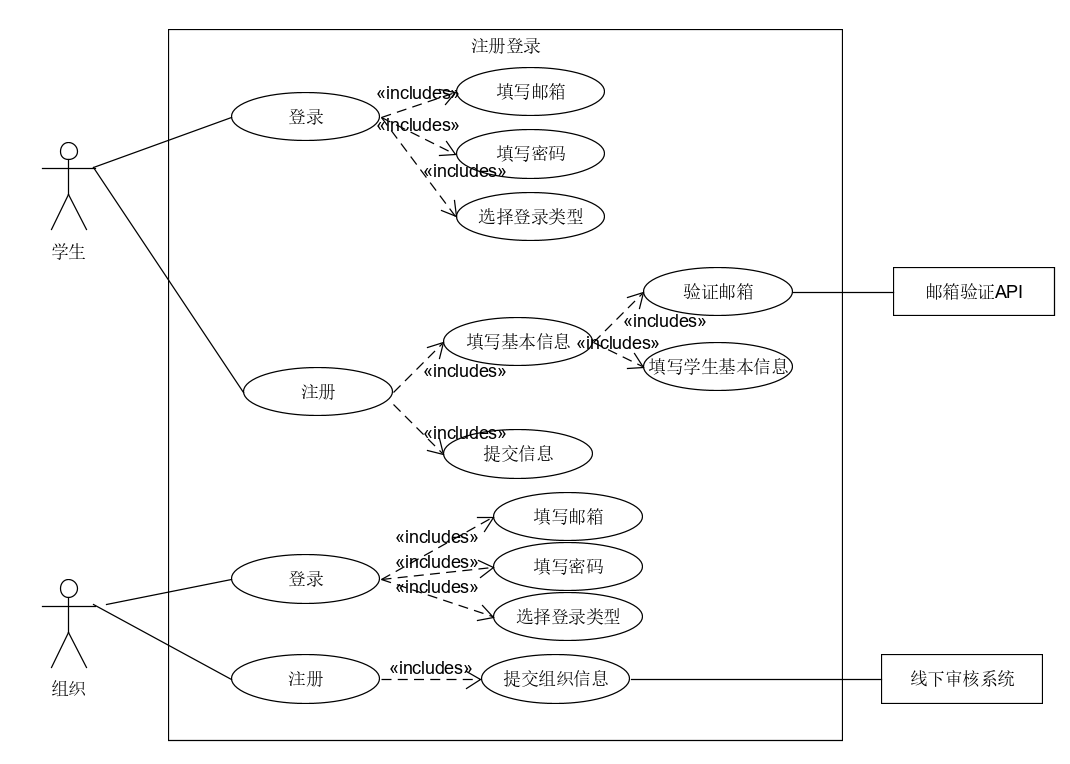 注册登录
«includes»
填写邮箱
登录
«includes»
填写密码
«includes»
选择登录类型
学生
验证邮箱
邮箱验证API
«includes»
填写基本信息
«includes»
填写学生基本信息
«includes»
注册
«includes»
提交信息
填写邮箱
«includes»
«includes»
填写密码
登录
«includes»
选择登录类型
组织
注册
«includes»
提交组织信息
线下审核系统